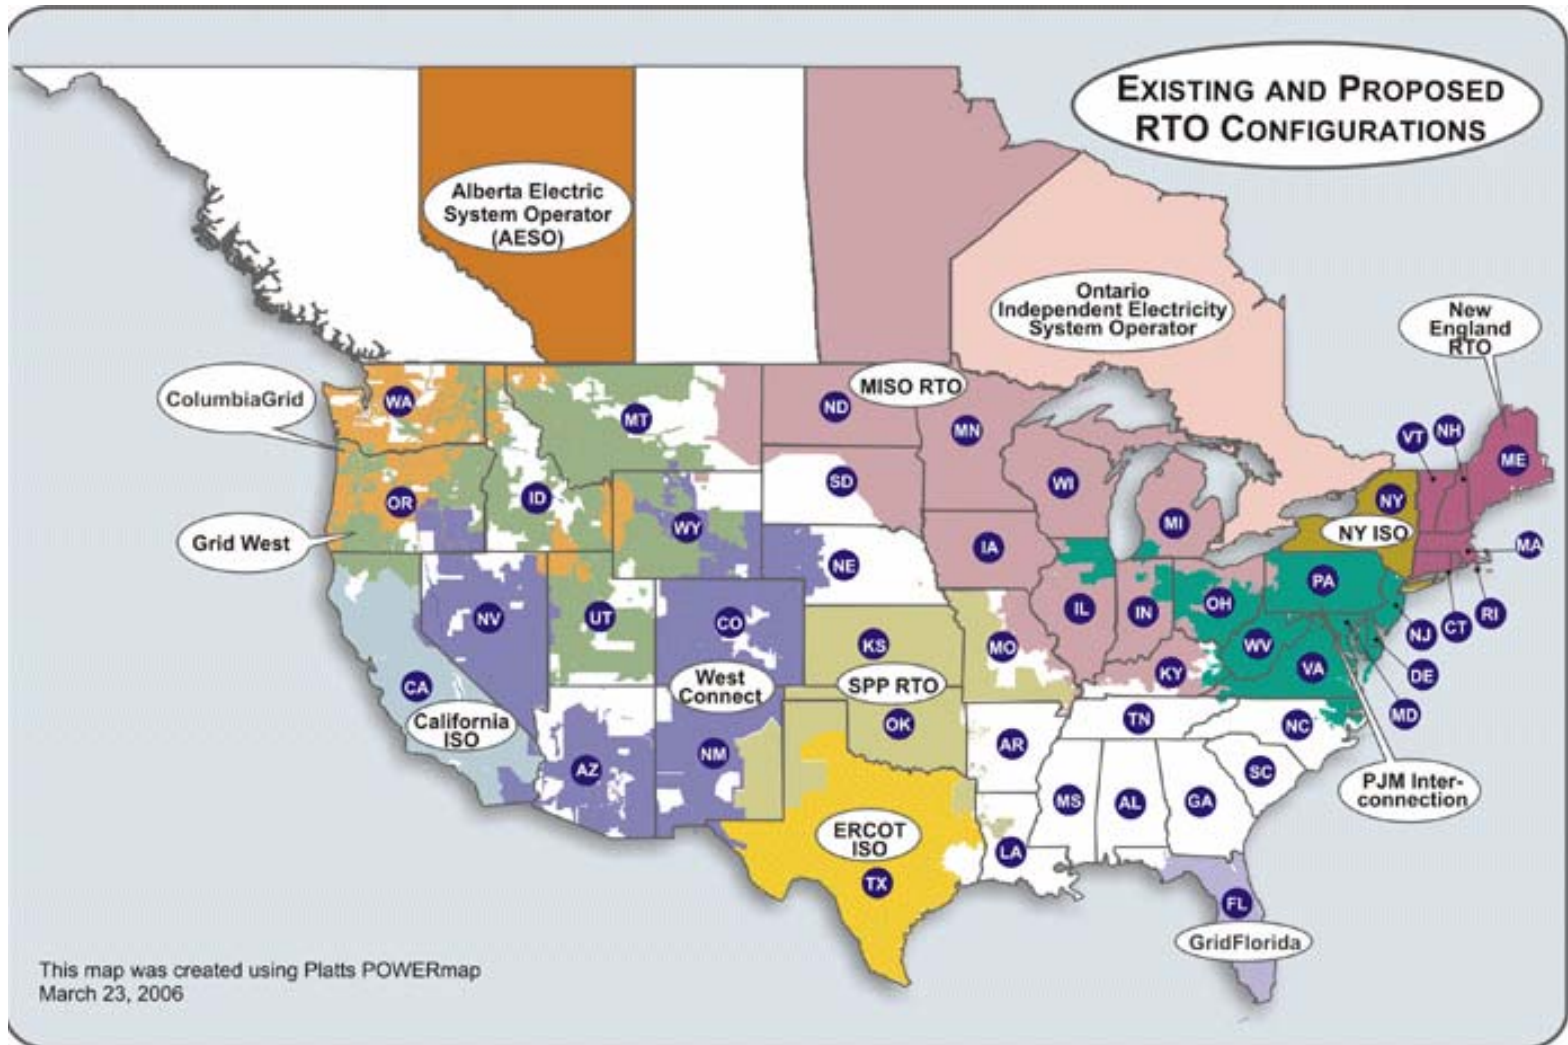 EXISTING AND PROPOSED
RTO CONFIGURATIONS
Alberta Electric
System Operator
(AESO)
Ontario
Independent Electricity
System Operator
New
England
RTO
ColumbiaGrid
MISO RTO
WA
MT
ND
MN
VT
NH
ME
OR
ID
SD
WI
MI
NY
Grid West
WY
NY ISO
MA
IA
NE
PA
NV
UT
CO
IL
IN
OH
NJ
CT
RI
KS
MO
WV
VA
DE
KY
CA
West
Connect
SPP RTO
MD
California
ISO
OK
TN
NC
AZ
NM
AR
SC
PJM Inter-
connection
MS
AL
GA
ERCOT
ISO
LA
TX
FL
GridFlorida
This map was created using Platts POWERmap
March 23, 2006